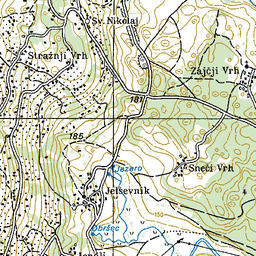 Sv. Nikolaj
Stražnji Vrh
Zajčji Vrh
181
185
Jezero
Sneči Vrh
Jelševnik
150
Obršec